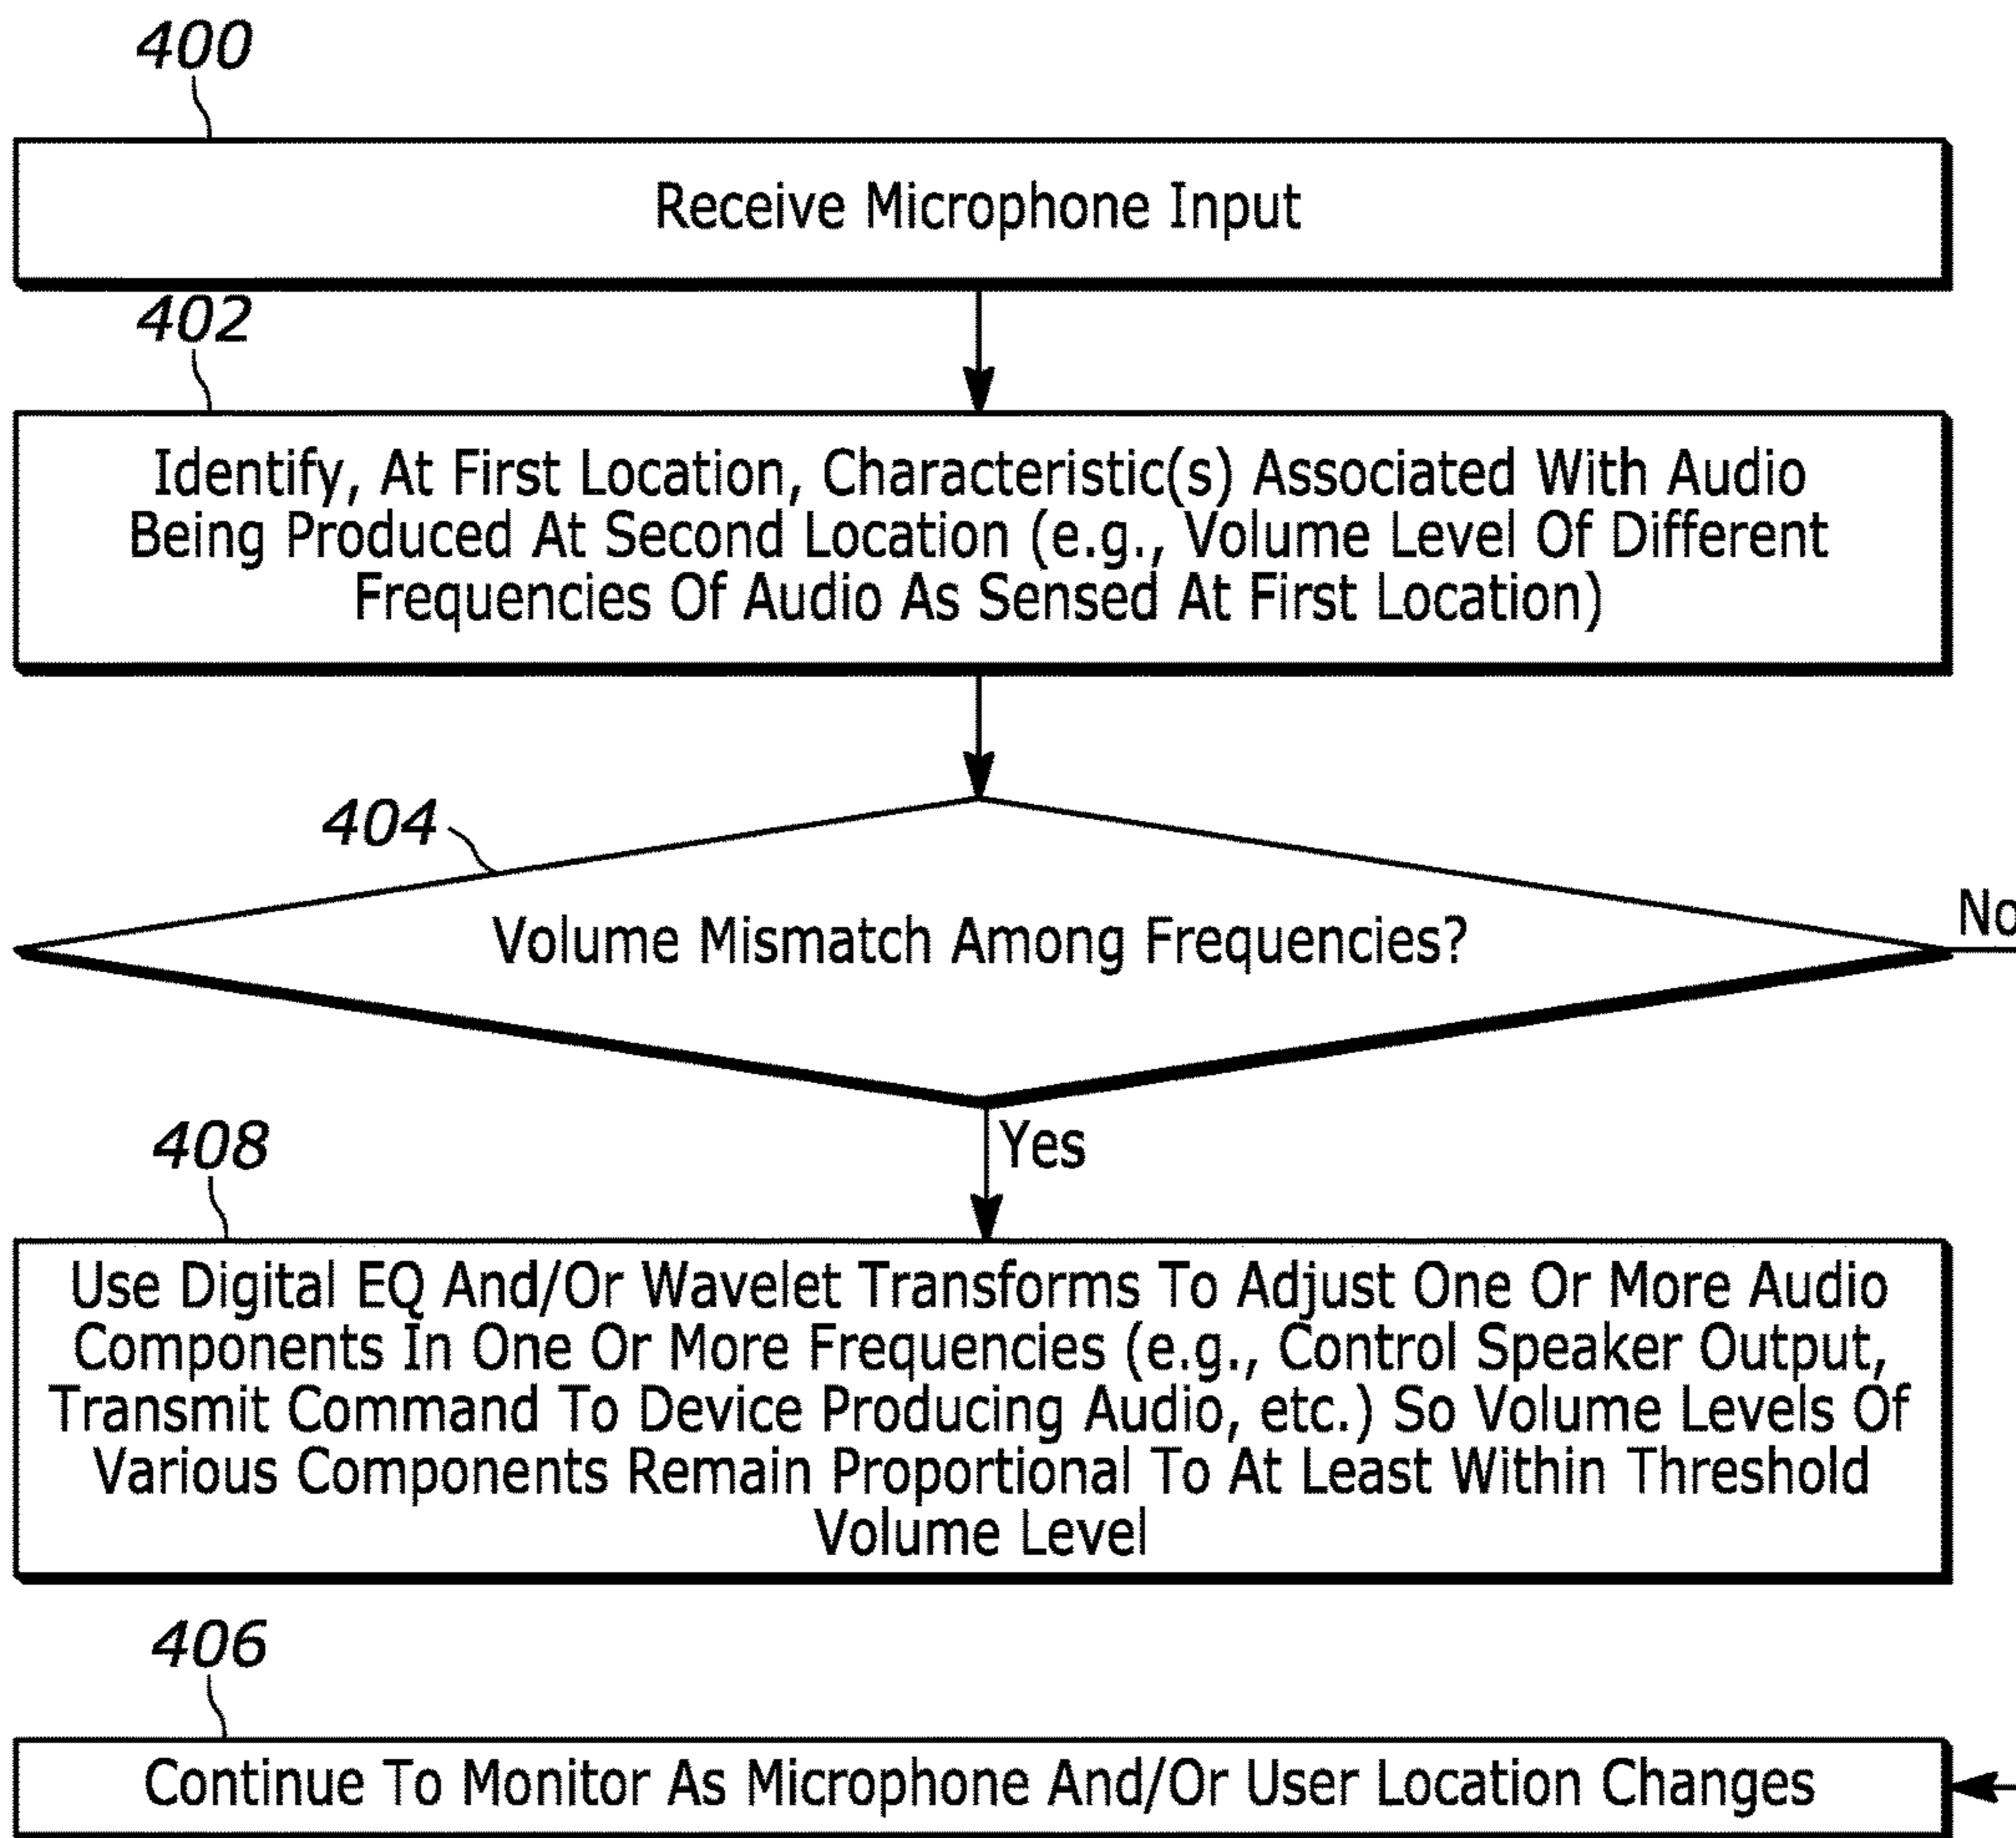 400
Receive Microphone Input
402
Identify, At First Location, Characteristic(s) Associated With Audio
Being Produced At Second Location (e.g., Volume Level Of Different
Frequencies Of Audio As Sensed At First Location)
404
Volume Mismatch Among Frequencies?
No
Yes
408
Use Digital EQ And/Or Wavelet Transforms To Adjust One Or More Audio
Components In One Or More Frequencies (e.g., Control Speaker Output,
Transmit Command To Device Producing Audio, etc.) So Volume Levels Of
Various Components Remain Proportional To At Least Within Threshold
Volume Level
406
Continue To Monitor As Microphone And/Or User Location Changes